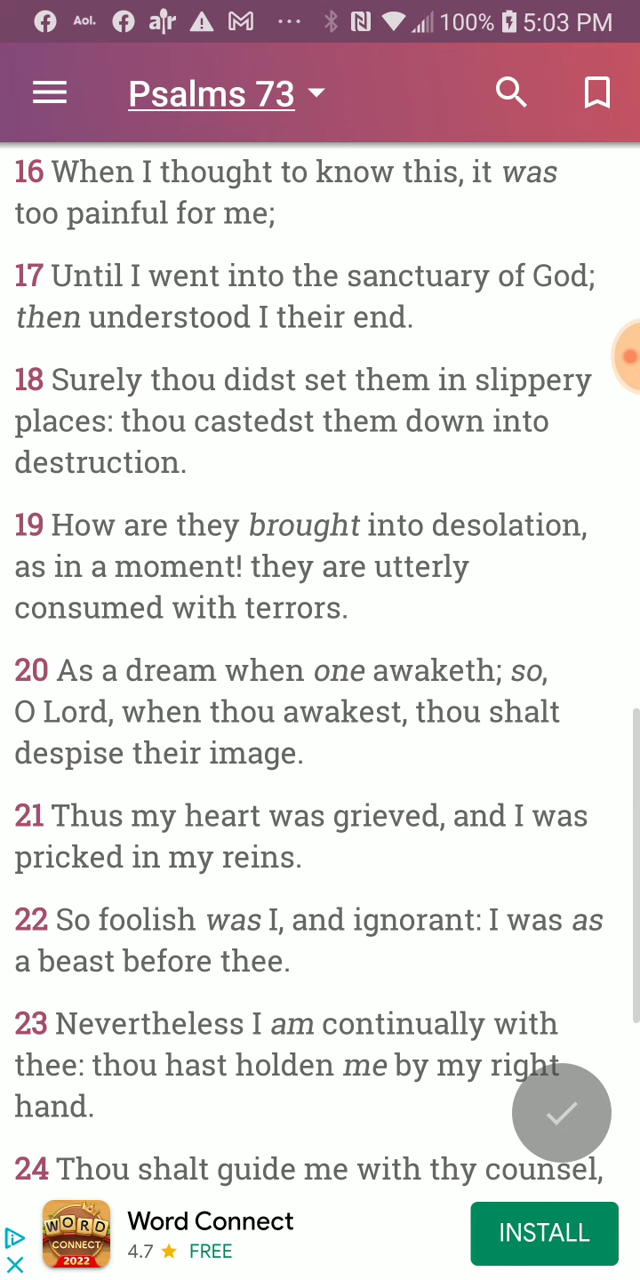 Aol. 100% 5:03 PM
Psalms 73
16 When I thought to know this, it was
too painful for me;
17 Until I went into the sanctuary of God;
then understood I their end.
18 Surely thou didst set them in slippery
places: thou castedst them down into
destruction.
19 How are they brought into desolation,
as in a moment! they are utterly
consumed with terrors.
20 As a dream when one awaketh; so,
O Lord, when thou awakest, thou shalt
despise their image.
21 Thus my heart was grieved, and I was
pricked in my reins.
22 So foolish was I, and ignorant: I was as
a beast before thee.
23 Nevertheless I am continually with
thee: thou hast holden me by my right
hand.
24 Thou shalt guide me with thy counsel,
WORD
CONNECT
2022
Word Connect
4.7 FREE
INSTALL